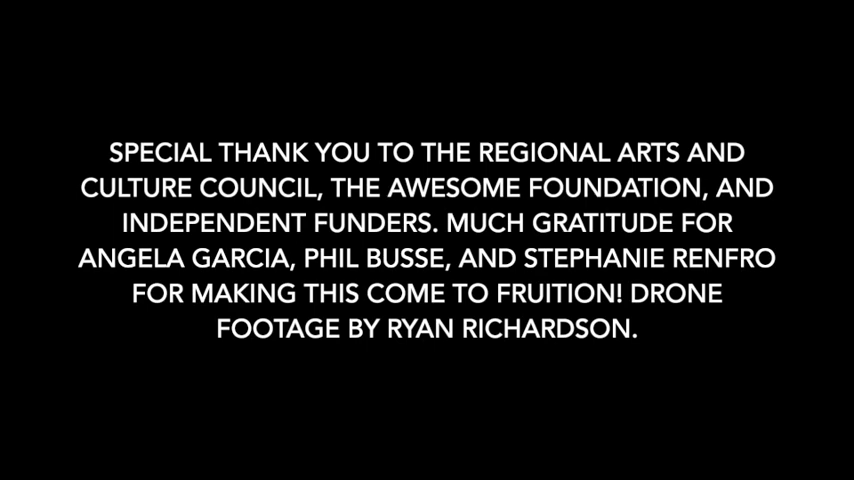 SPECIAL THANK YOU TO THE REGIONAL ARTS AND
CULTURE COUNCIL, THE AWESOME FOUNDATION, AND
INDEPENDENT FUNDERS. MUCH GRATITUDE FOR
ANGELA GARCIA, PHIL BUSSE, AND STEPHANIE RENFRO
FOR MAKING THIS COME TO FRUITION! DRONE
FOOTAGE BY RYAN RICHARDSON.